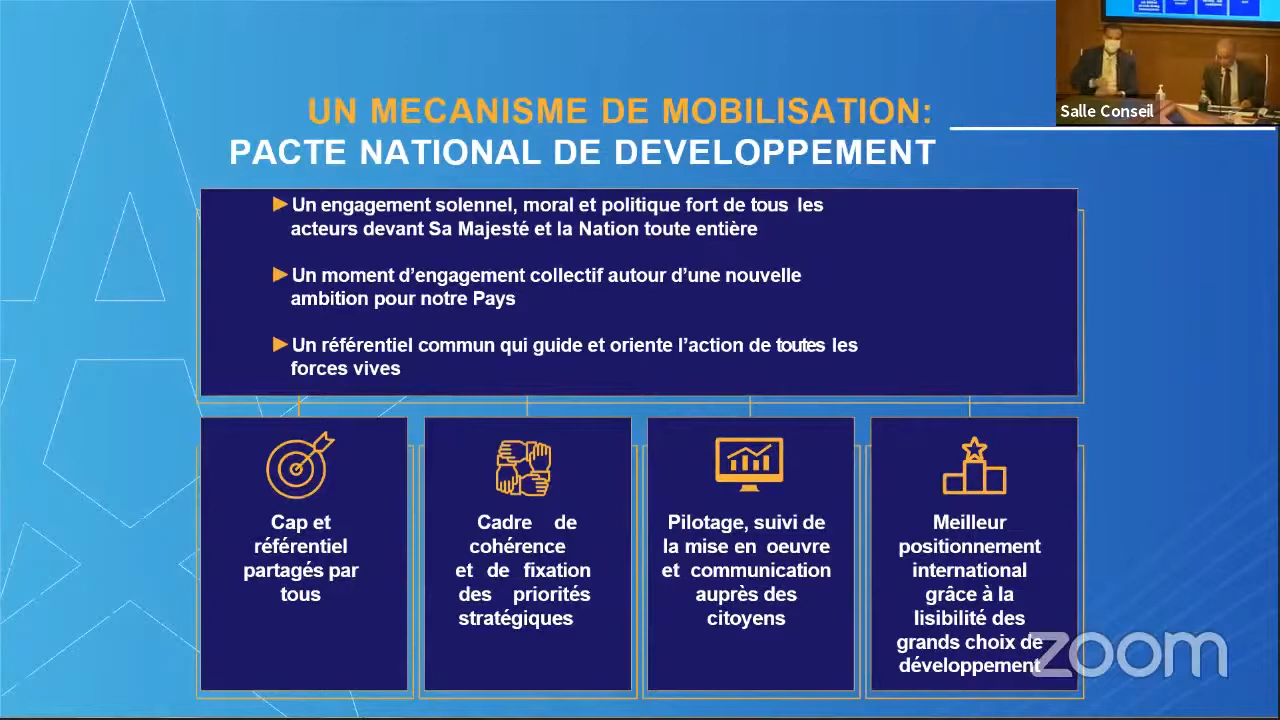 Salle Conseil
UN MECANISME DE MOBILISATION:
PACTE NATIONAL DE DEVELOPPEMENT
Un engagement solennel, moral et politique fort de tous les
acteurs devant Sa Majesté et la Nation toute entière
Un moment d’engagement collectif autour d’une nouvelle
ambition pour notre Pays
Un référentiel commun qui guide et oriente l’action de toutes les
forces vives
Cap et
référentiel
partagés par
tous
Cadre de
cohérence
et de fixation
des priorités
stratégiques
Pilotage, suivi de
la mise en oeuvre
et communication
auprès des
citoyens
Meilleur
positionnement
international
grâce à la
lisibilité des
grands choix de
développement
zoom